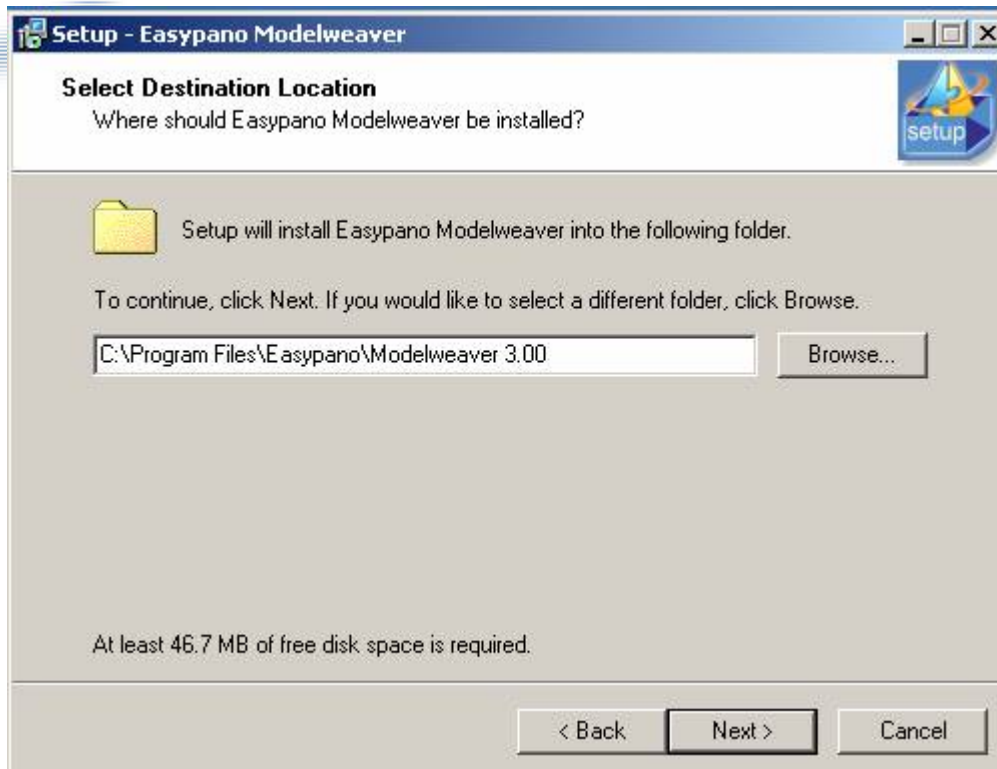 Setup - Easypano Modelweaver
Select Destination Location
Where should Easypano Modelweaver be installed?
setup
Setup will install Easypano Modelweaver into the following folder.
To continue, click Next. If you would like to select a different folder, click Browse.
C:\Program Files\Easypano\Modelweaver 3.00
Browse...
At least 46.7 MB of free disk space is required.
< Back Next > Cancel